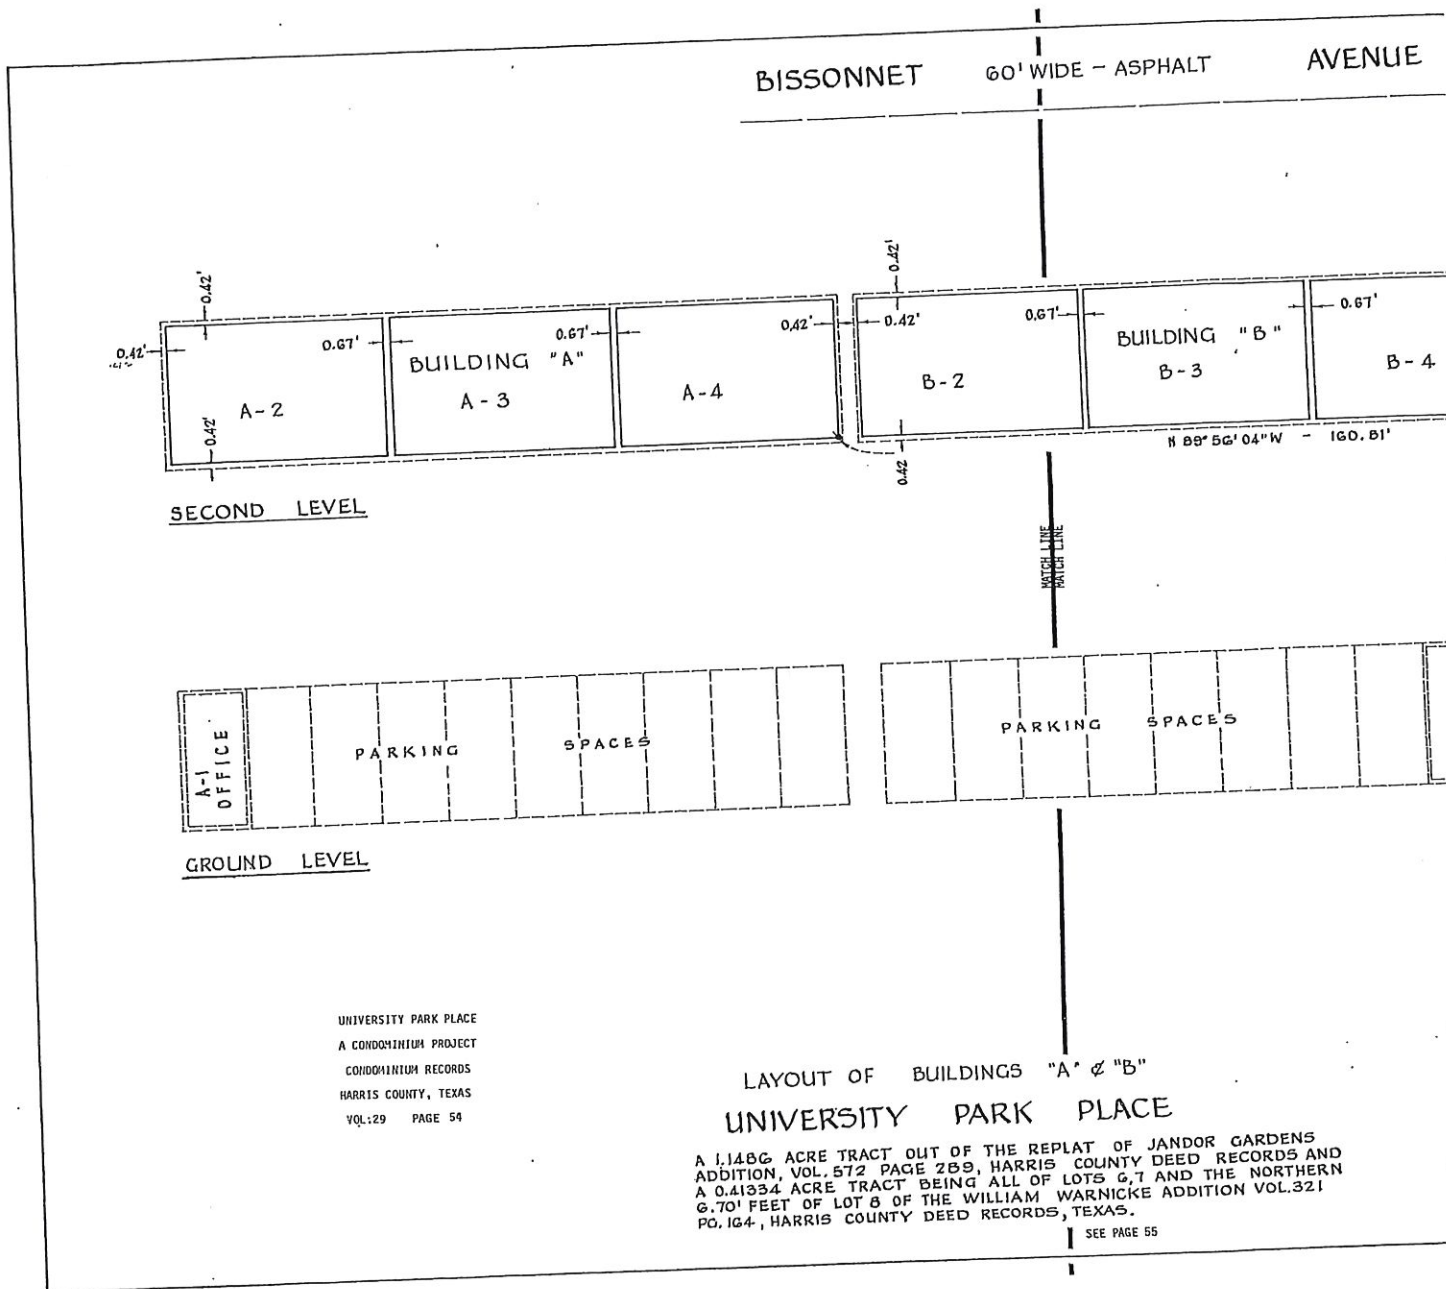 BISSONNET 60' WIDE - ASPHALT AVENUE
0.42' 0.42'
0.42' 0.67' 0.67' 0.42' 0.42' 0.67' 0.67'
BUILDING "A" BUILDING "B"
A-2 A-3 A-4 B-2 B-3 B-4
0.42' 0.42
N 89°56'04"W - 160.81'
SECOND LEVEL
MATCH LINE
MATCH LINE
A-1
OFFICE
PARKING SPACES PARKING SPACES
GROUND LEVEL
UNIVERSITY PARK PLACE
A CONDOMINIUM PROJECT
CONDOMINIUM RECORDS
HARRIS COUNTY, TEXAS
VOL:29 PAGE 54
LAYOUT OF BUILDINGS "A" & "B"
UNIVERSITY PARK PLACE
A 1.1486 ACRE TRACT OUT OF THE REPLAT OF JANDOR GARDENS
ADDITION, VOL. 572 PAGE 289, HARRIS COUNTY DEED RECORDS AND
A 0.41334 ACRE TRACT BEING ALL OF LOTS 6,7 AND THE NORTHERN
6.70' FEET OF LOT 8 OF THE WILLIAM WARNICKE ADDITION VOL.321
PG.164, HARRIS COUNTY DEED RECORDS, TEXAS.
SEE PAGE 55